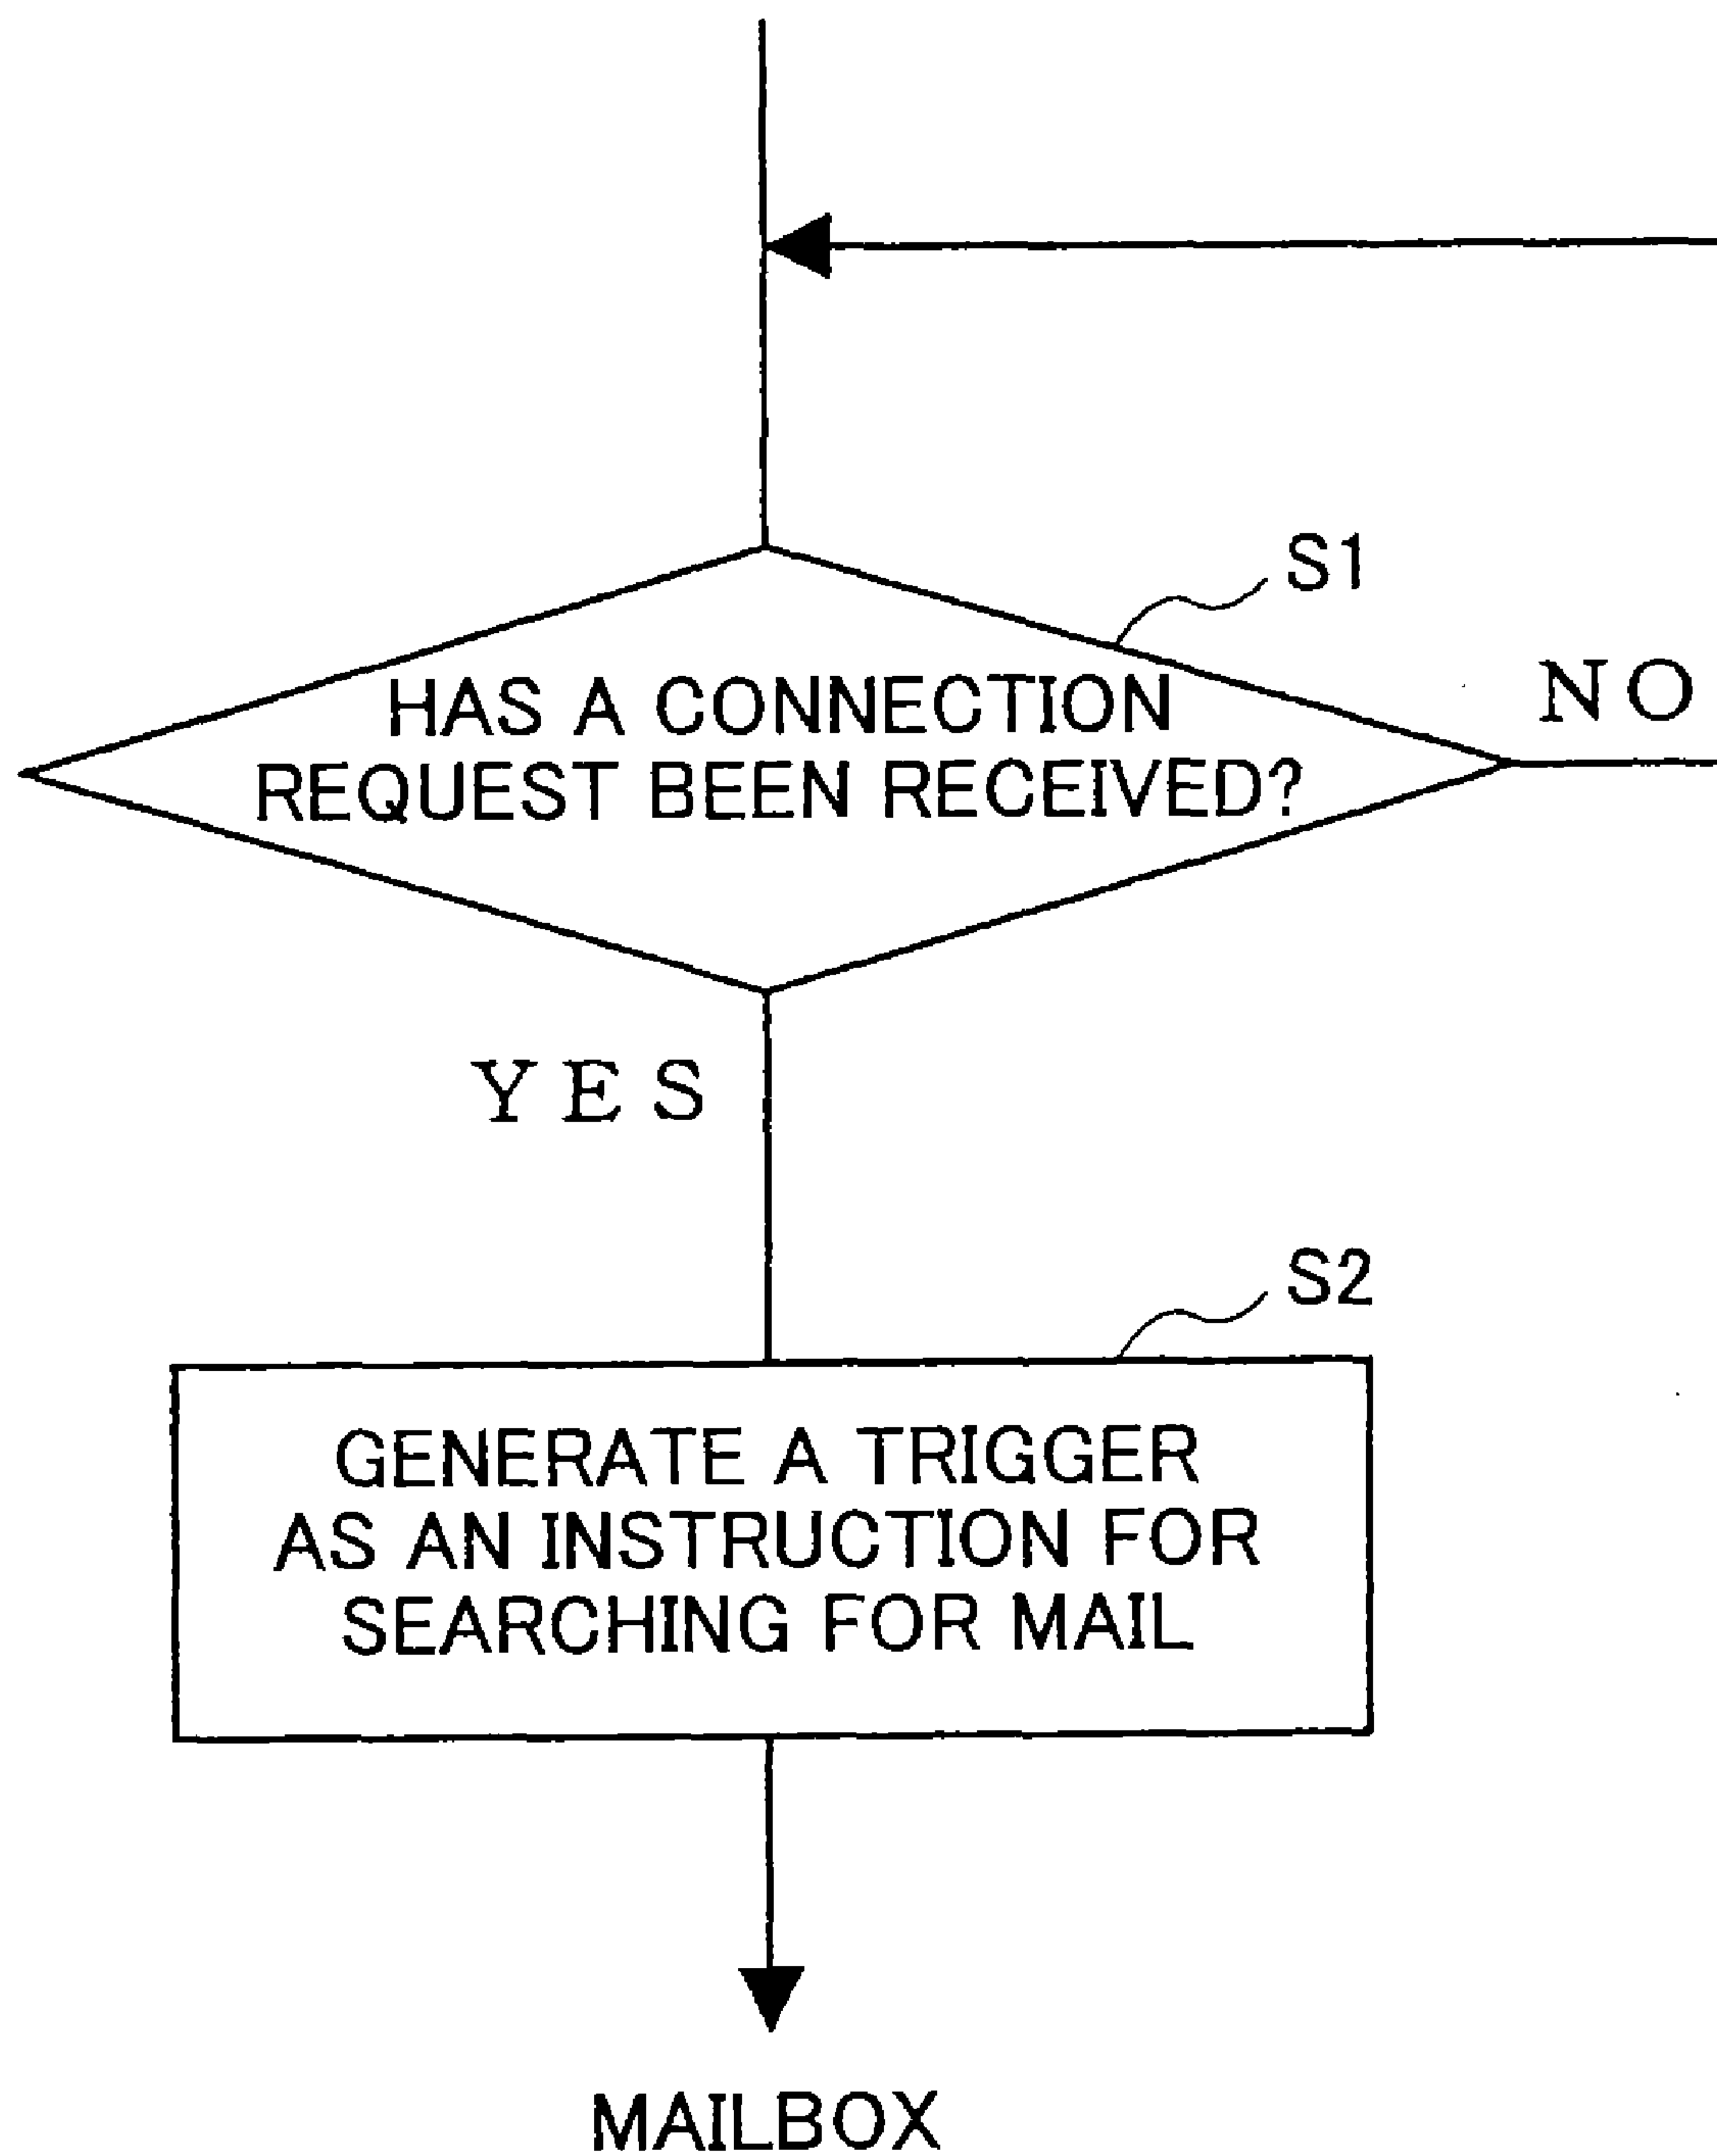 S1
HAS A CONNECTION
REQUEST BEEN RECEIVED?
NO
YES
S2
GENERATE A TRIGGER
AS AN INSTRUCTION FOR
SEARCHING FOR MAIL
MAILBOX